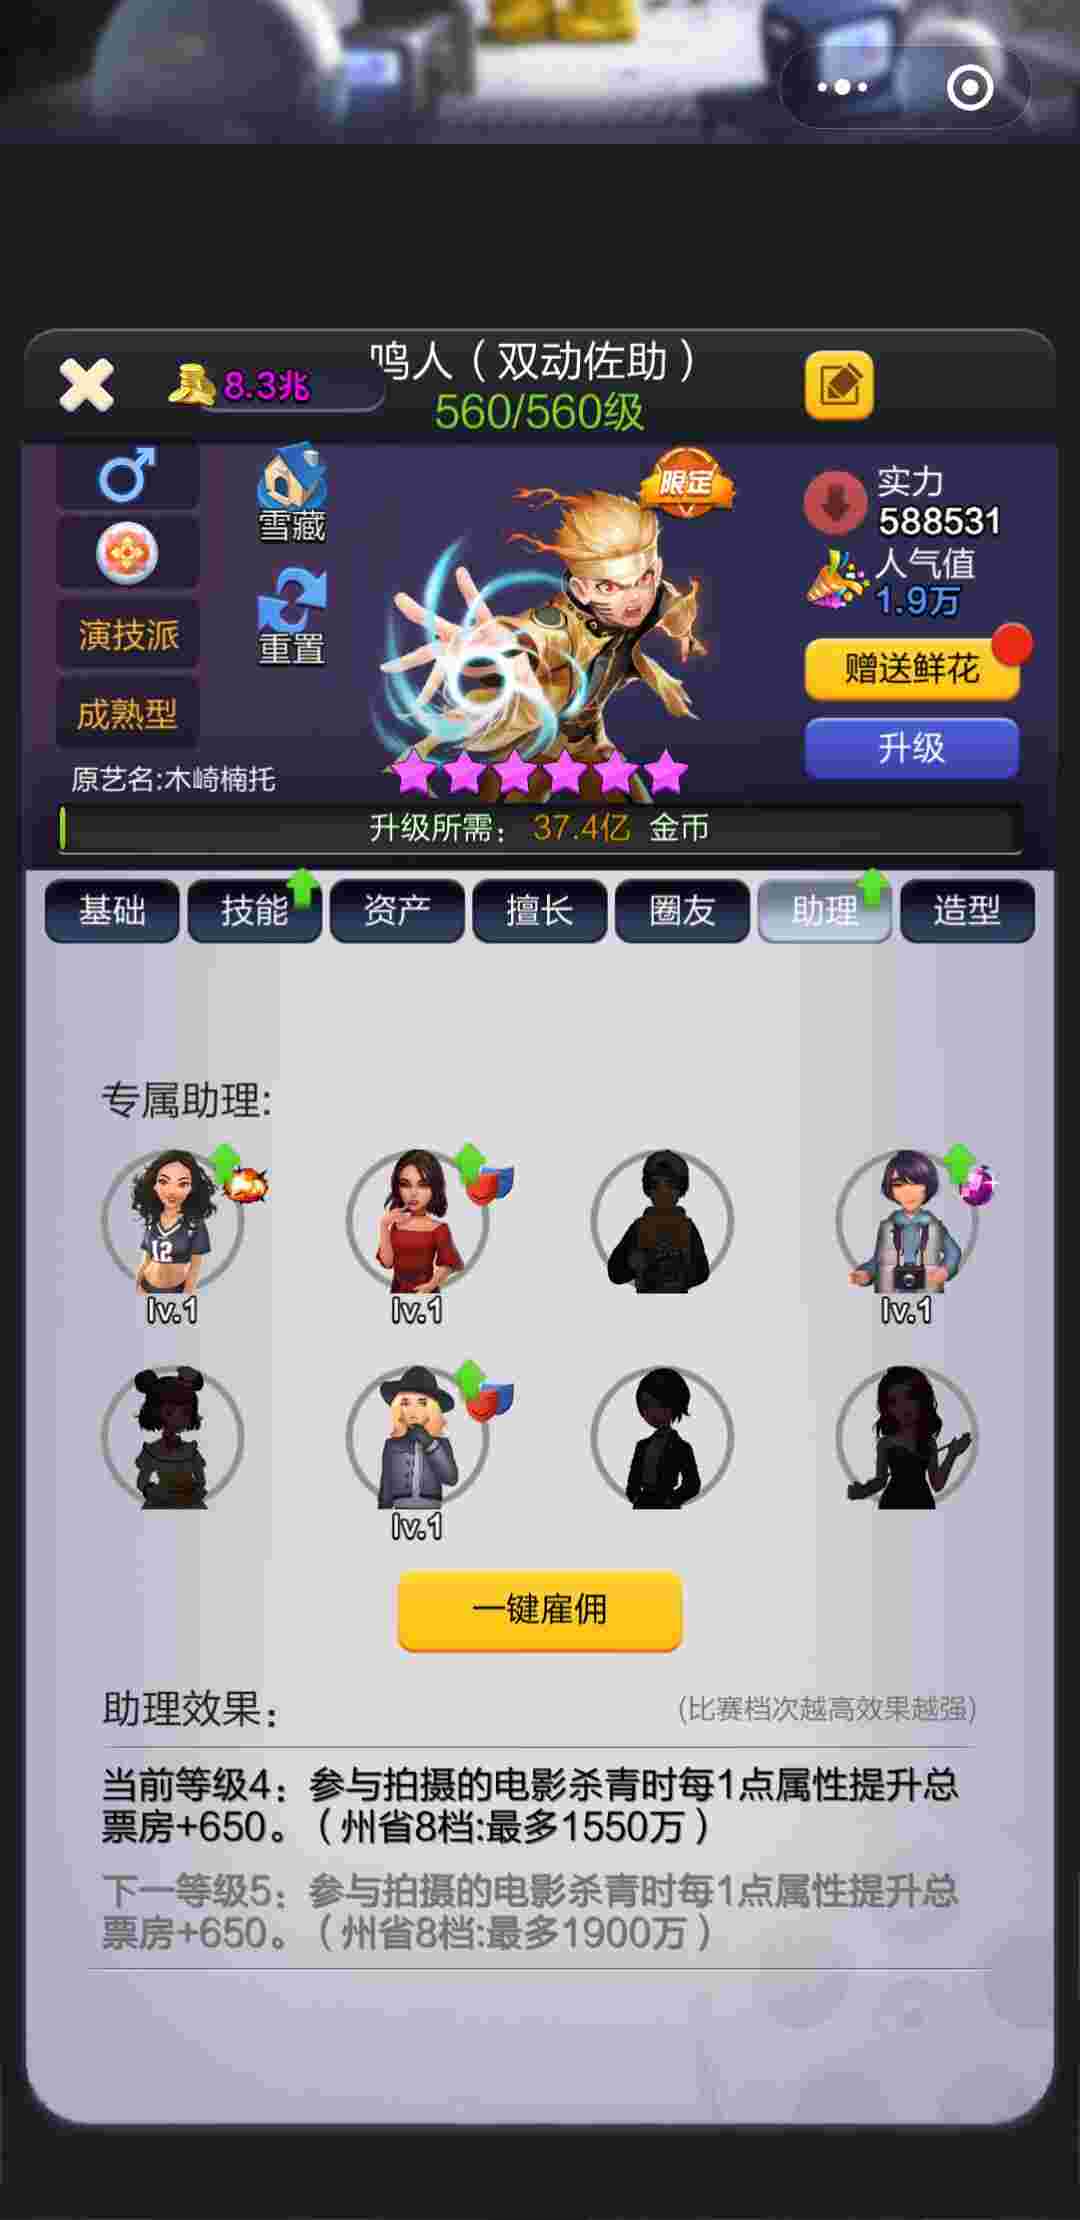 鸣人（双动佐助）
8.3兆
560/560级
限定
实力
588531
雪藏
人气值
1.9万
演技派
重置
赠送鲜花
成熟型
升级
原艺名:木崎楠托
升级所需： 37.4亿 金币
基础 技能 资产 擅长 圈友 助理 造型
专属助理:
12
lv.1 lv.1 lv.1
lv.1
一键雇佣
助理效果： (比赛档次越高效果越强)
当前等级4：参与拍摄的电影杀青时每1点属性提升总
票房+650。（州省8档:最多1550万）
下一等级5：参与拍摄的电影杀青时每1点属性提升总
票房+650。（州省8档:最多1900万）